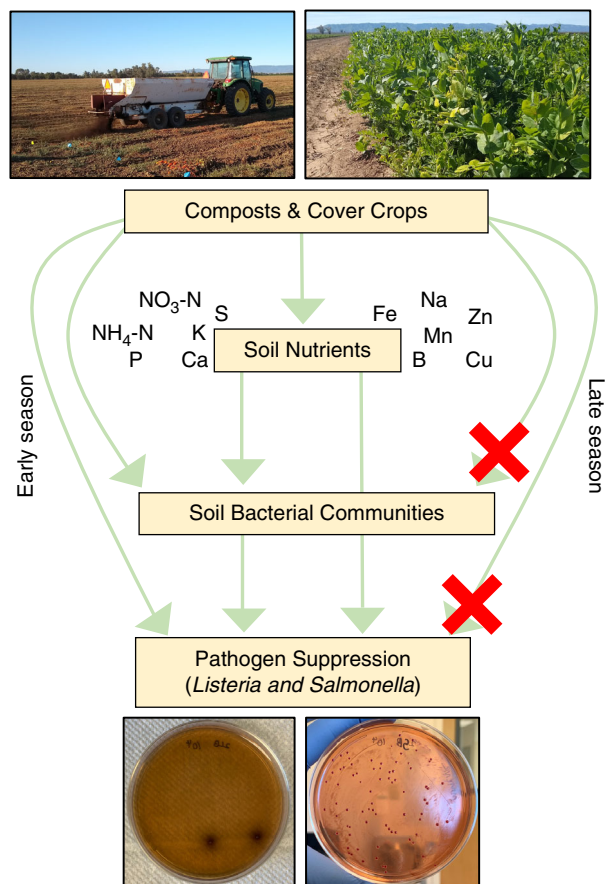 Composts & Cover Crops
NO₃-N
S
NH₄-N
K
P
Ca
Soil Nutrients
Fe
Na
Zn
Mn
B
Cu
Early season
Late season
Soil Bacterial Communities
Pathogen Suppression
(Listeria and Salmonella)